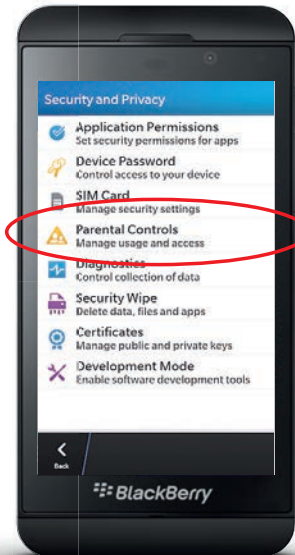 Security and Privacy
Application Permissions
Set security permissions for apps
Device Password
Control access to your device
SIM Card
Manage security settings
Parental Controls
Manage usage and access
Diagnostics
Control collection of data
Security Wipe
Delete data, files and apps
Certificates
Manage public and private keys
Development Mode
Enable software development tools
Back
BlackBerry